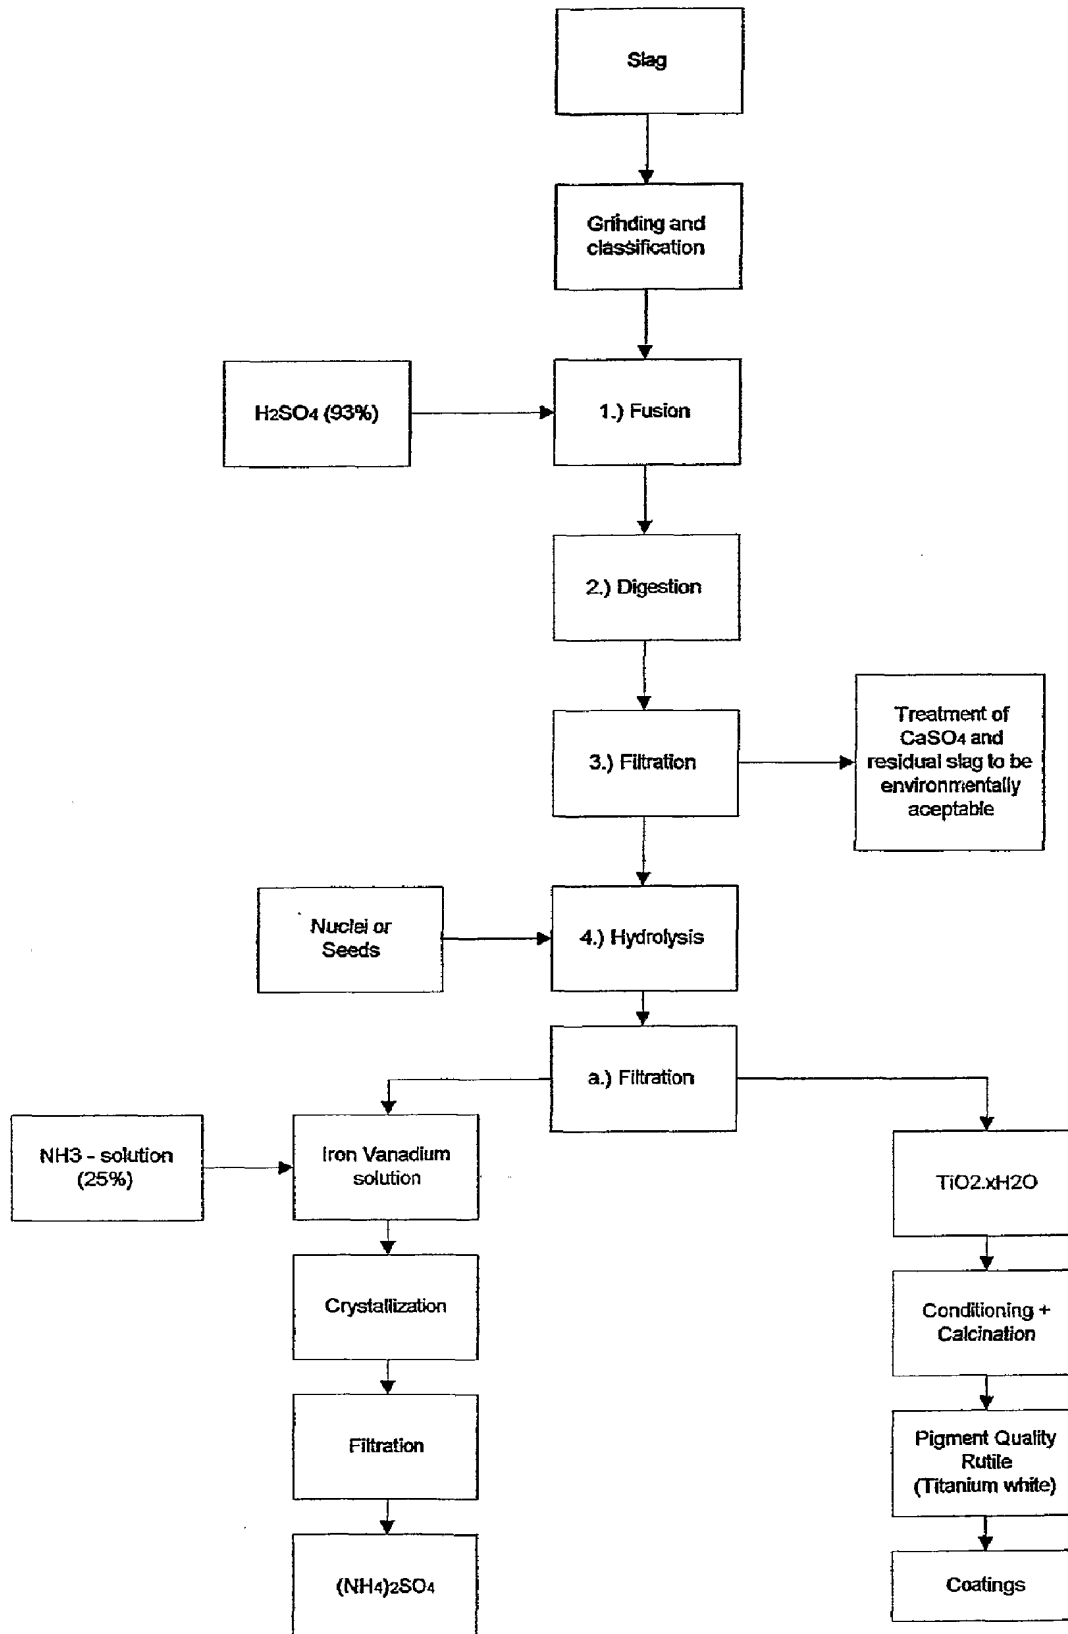 Slag
Grinding and
classification
H2SO4 (93%)
1.) Fusion
2.) Digestion
3.) Filtration
Treatment of
CaSO4 and
residual slag to be
environmentally
aceptable
Nuclei or
Seeds
4.) Hydrolysis
a.) Filtration
NH3 - solution
(25%)
Iron Vanadium
solution
TiO2.xH2O
Crystallization
Conditioning +
Calcination
Filtration
Pigment Quality
Rutile
(Titanium white)
(NH4)2SO4
Coatings